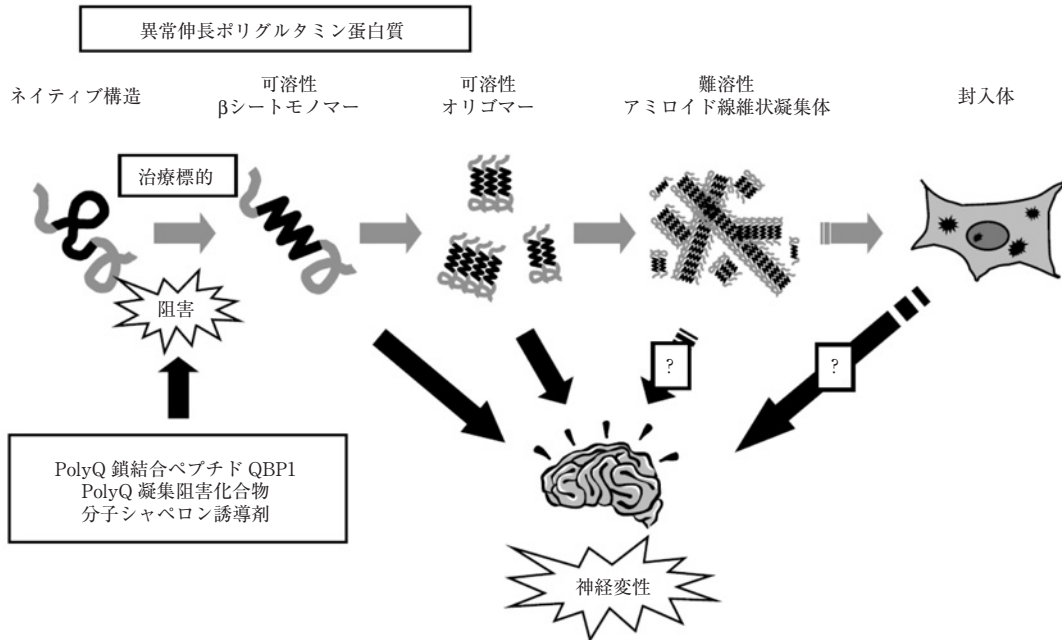 異常伸長ポリグルタミン蛋白質
ネイティブ構造
可溶性
βシートモノマー
可溶性
オリゴマー
難溶性
アミロイド線維状凝集体
封入体
治療標的
阻害
?
?
PolyQ 鎖結合ペプチド QBP1
PolyQ 凝集阻害化合物
分子シャペロン誘導剤
神経変性